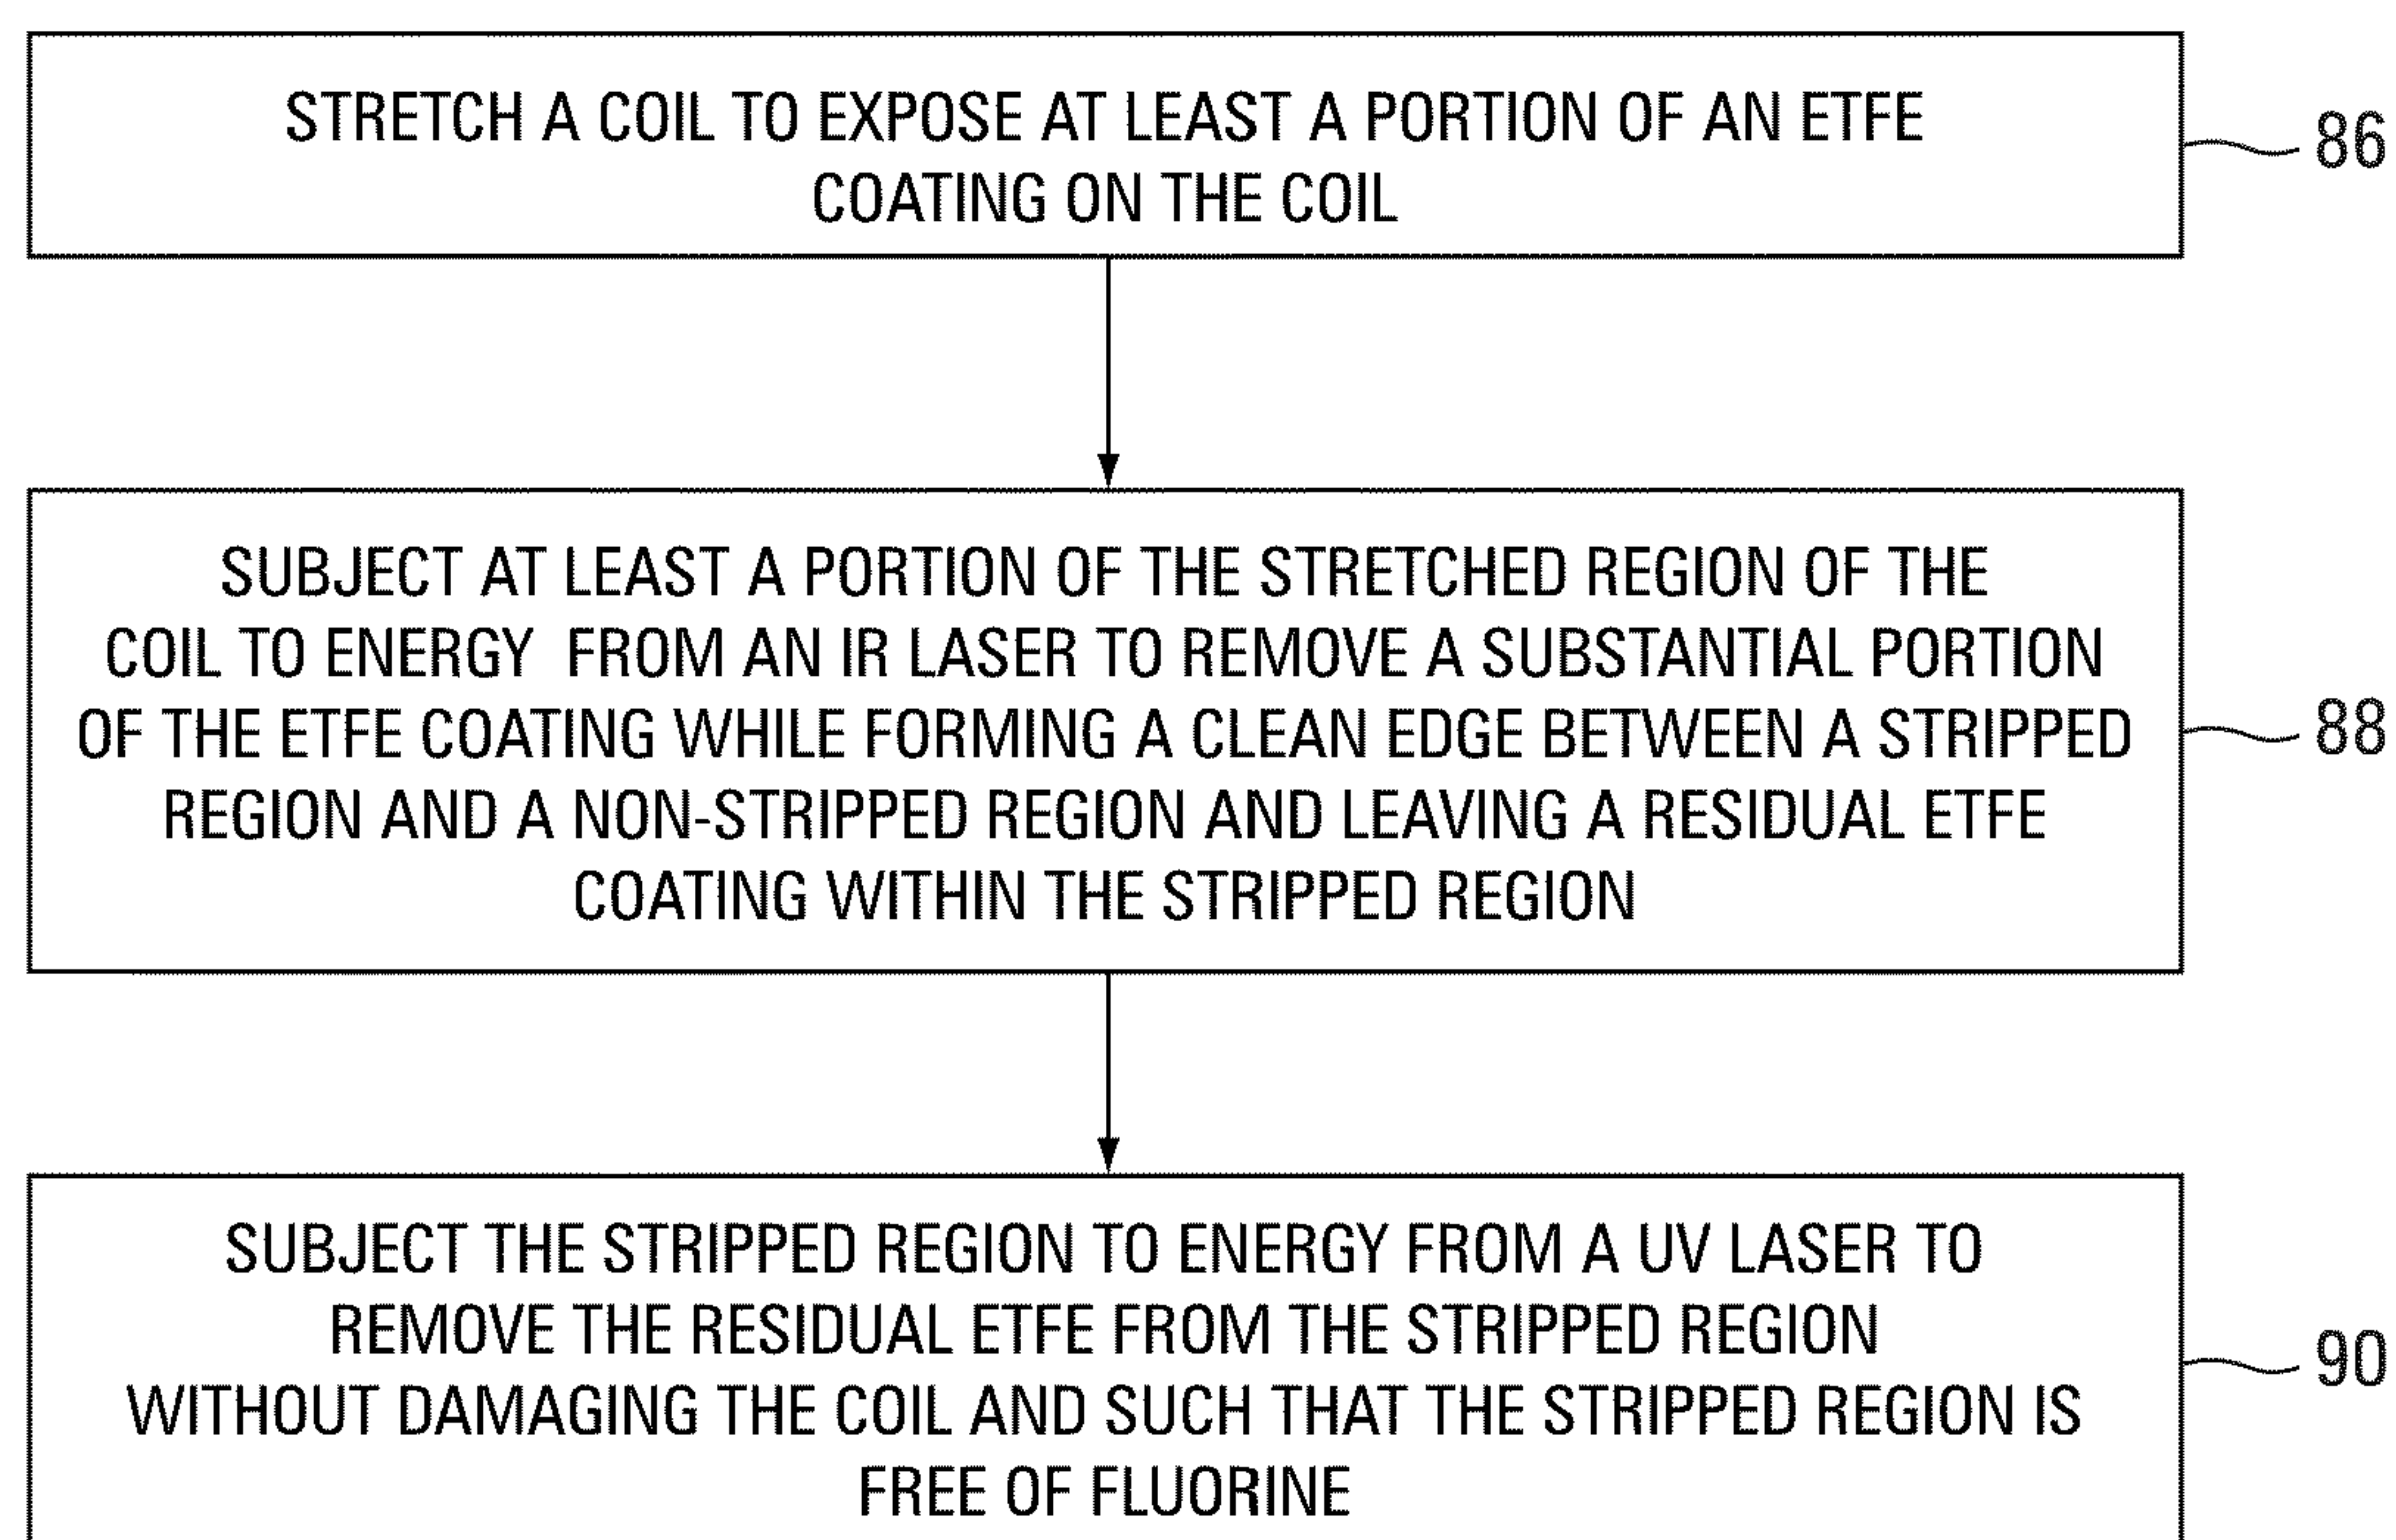 STRETCH A COIL TO EXPOSE AT LEAST A PORTION OF AN ETFE
COATING ON THE COIL
86
SUBJECT AT LEAST A PORTION OF THE STRETCHED REGION OF THE
COIL TO ENERGY FROM AN IR LASER TO REMOVE A SUBSTANTIAL PORTION
OF THE ETFE COATING WHILE FORMING A CLEAN EDGE BETWEEN A STRIPPED
REGION AND A NON-STRIPPED REGION AND LEAVING A RESIDUAL ETFE
COATING WITHIN THE STRIPPED REGION
88
SUBJECT THE STRIPPED REGION TO ENERGY FROM A UV LASER TO
REMOVE THE RESIDUAL ETFE FROM THE STRIPPED REGION
WITHOUT DAMAGING THE COIL AND SUCH THAT THE STRIPPED REGION IS
FREE OF FLUORINE
90